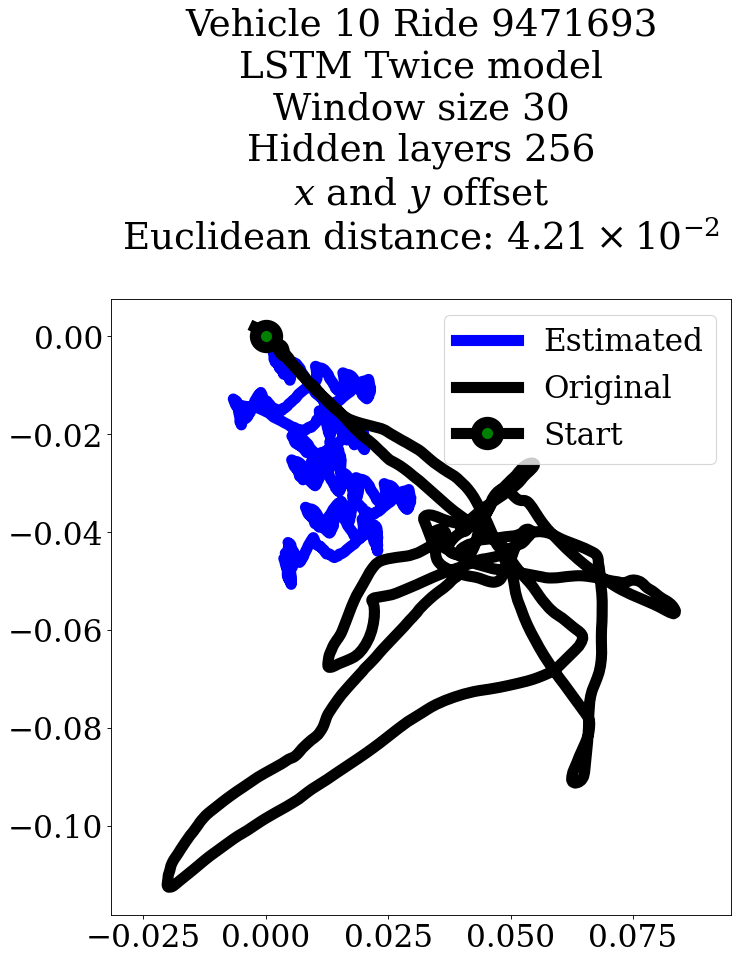 Vehicle 10 Ride 9471693
LSTM Twice model
Window size 30
Hidden layers 256
x and y offset
Euclidean distance: 4.21 × 10⁻²
Estimated
Original
Start
0.00
−0.02
−0.04
−0.06
−0.08
−0.10
−0.025 0.000 0.025 0.050 0.075